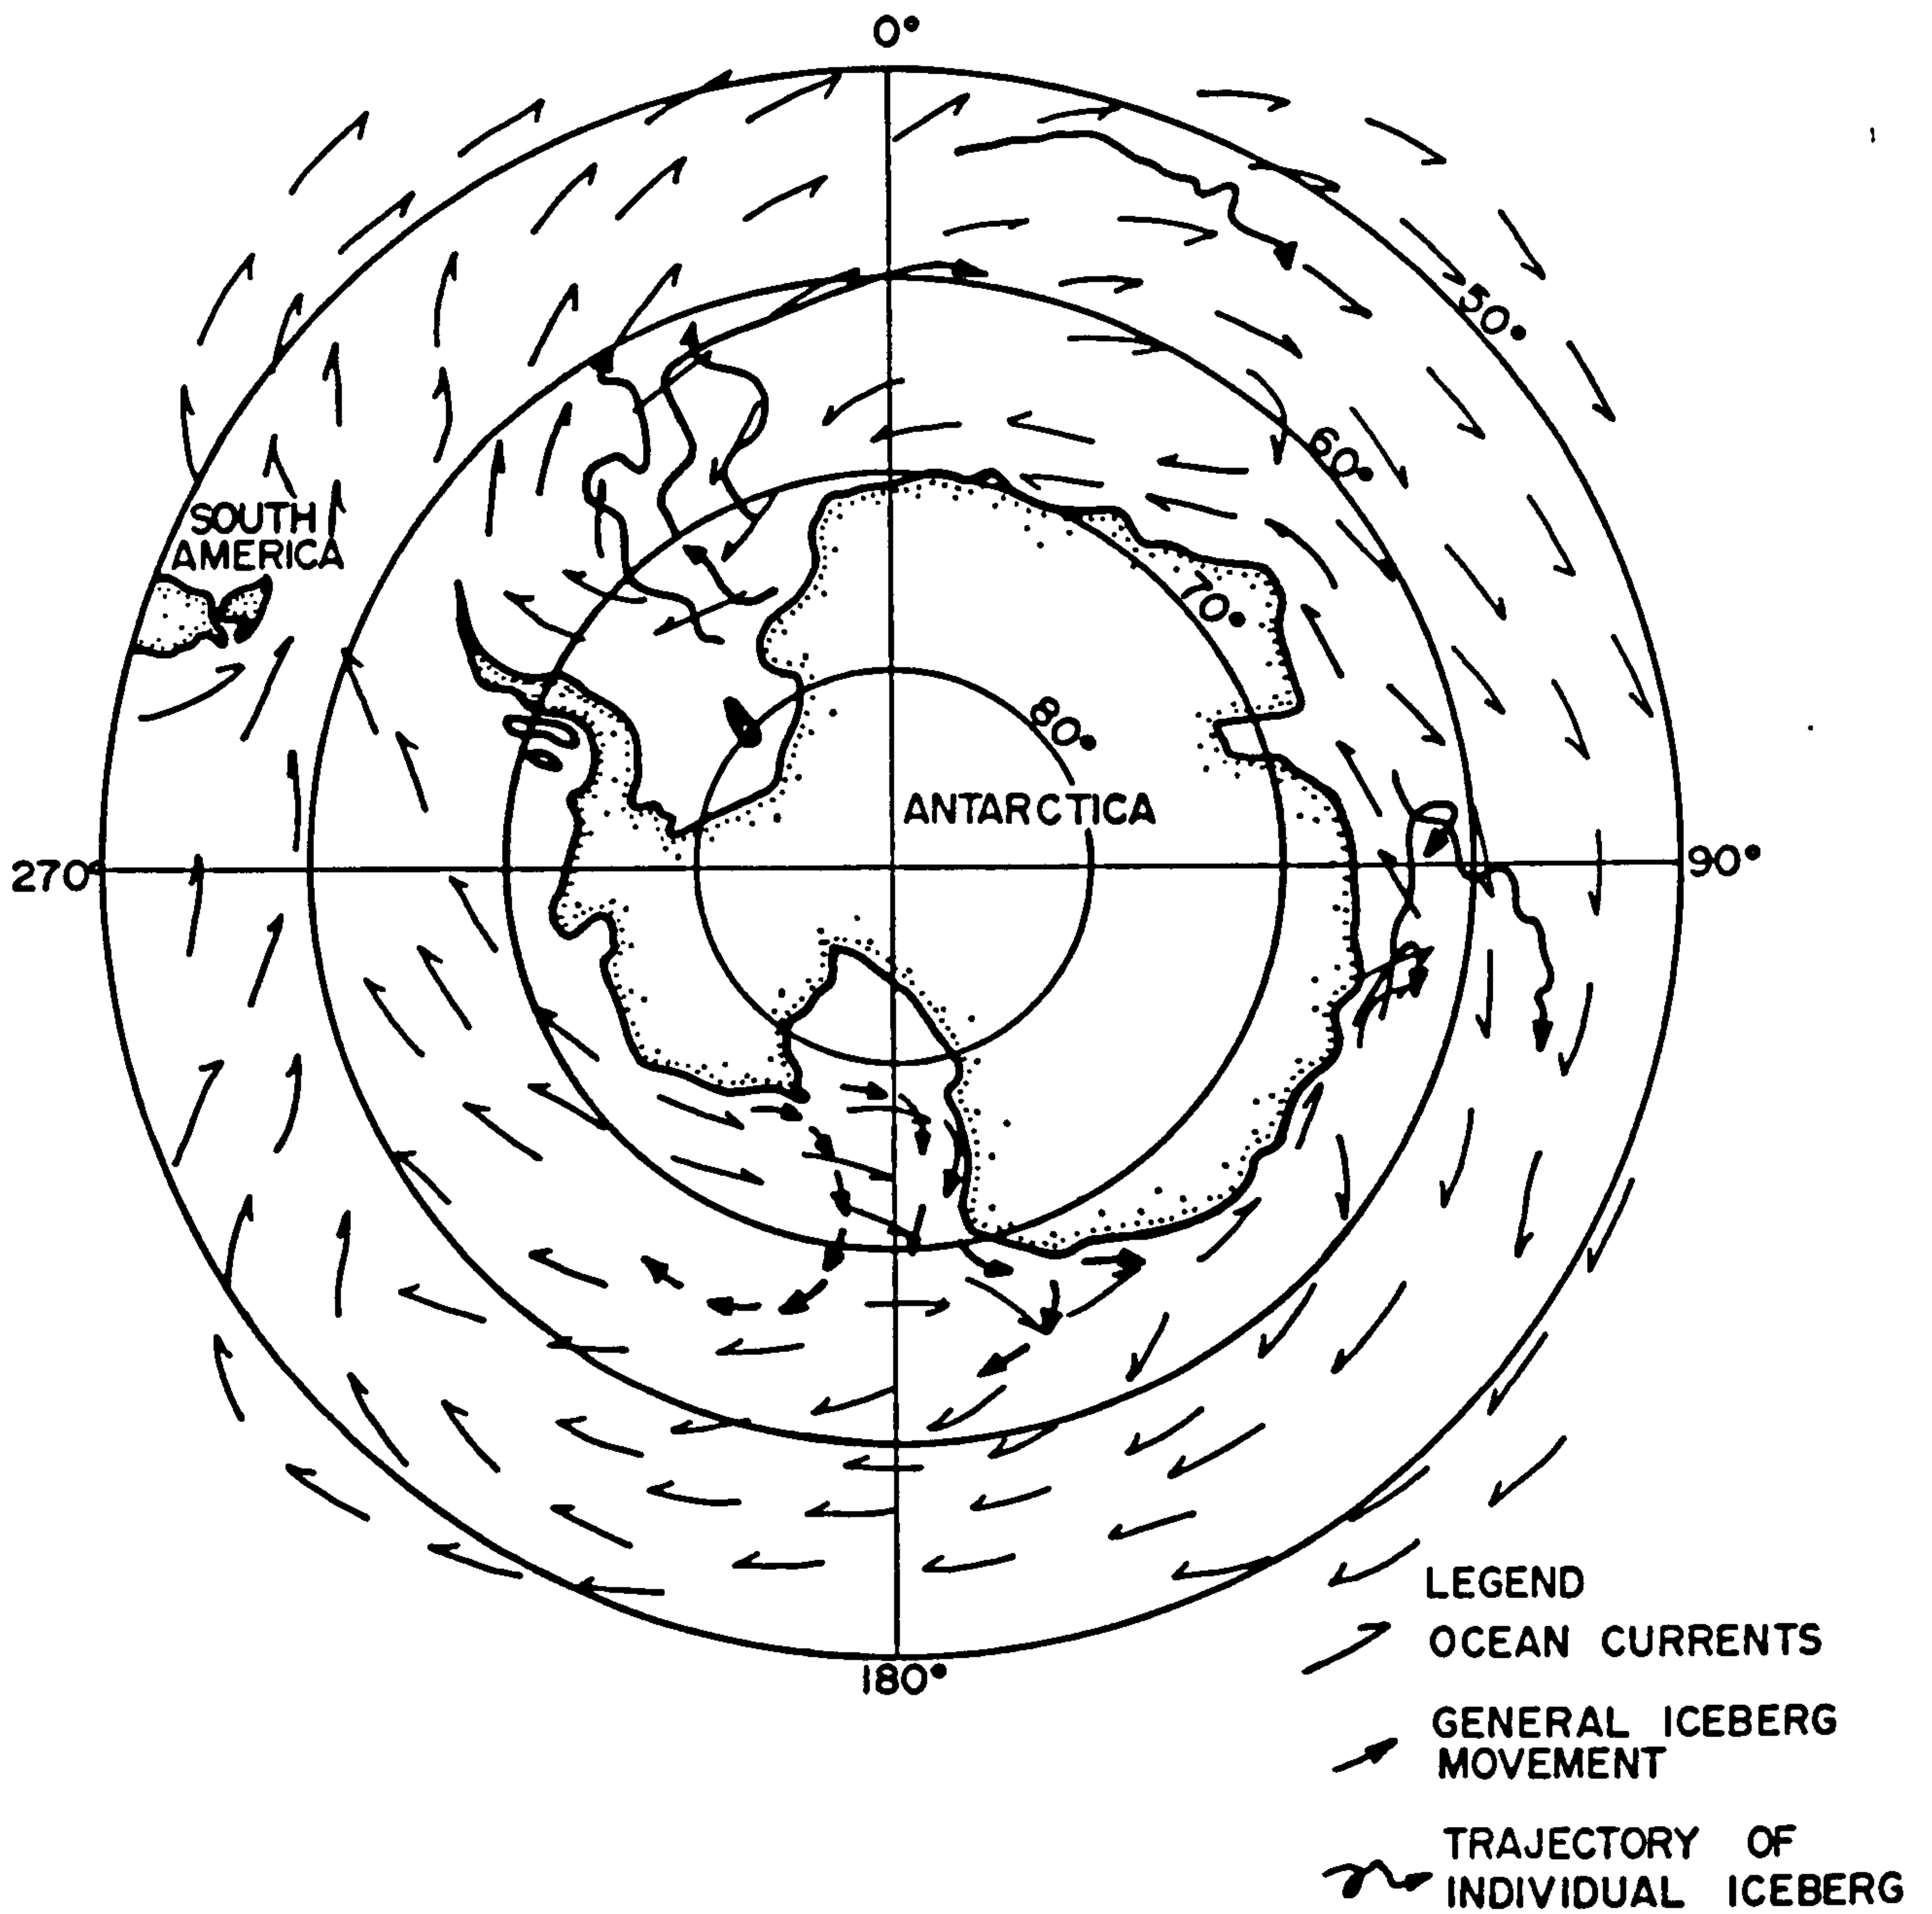 0°
50°
60°
SOUTH
AMERICA
70°
80°
ANTARCTICA
270°
90°
180°
LEGEND
OCEAN CURRENTS
GENERAL ICEBERG
MOVEMENT
TRAJECTORY OF
INDIVIDUAL ICEBERG